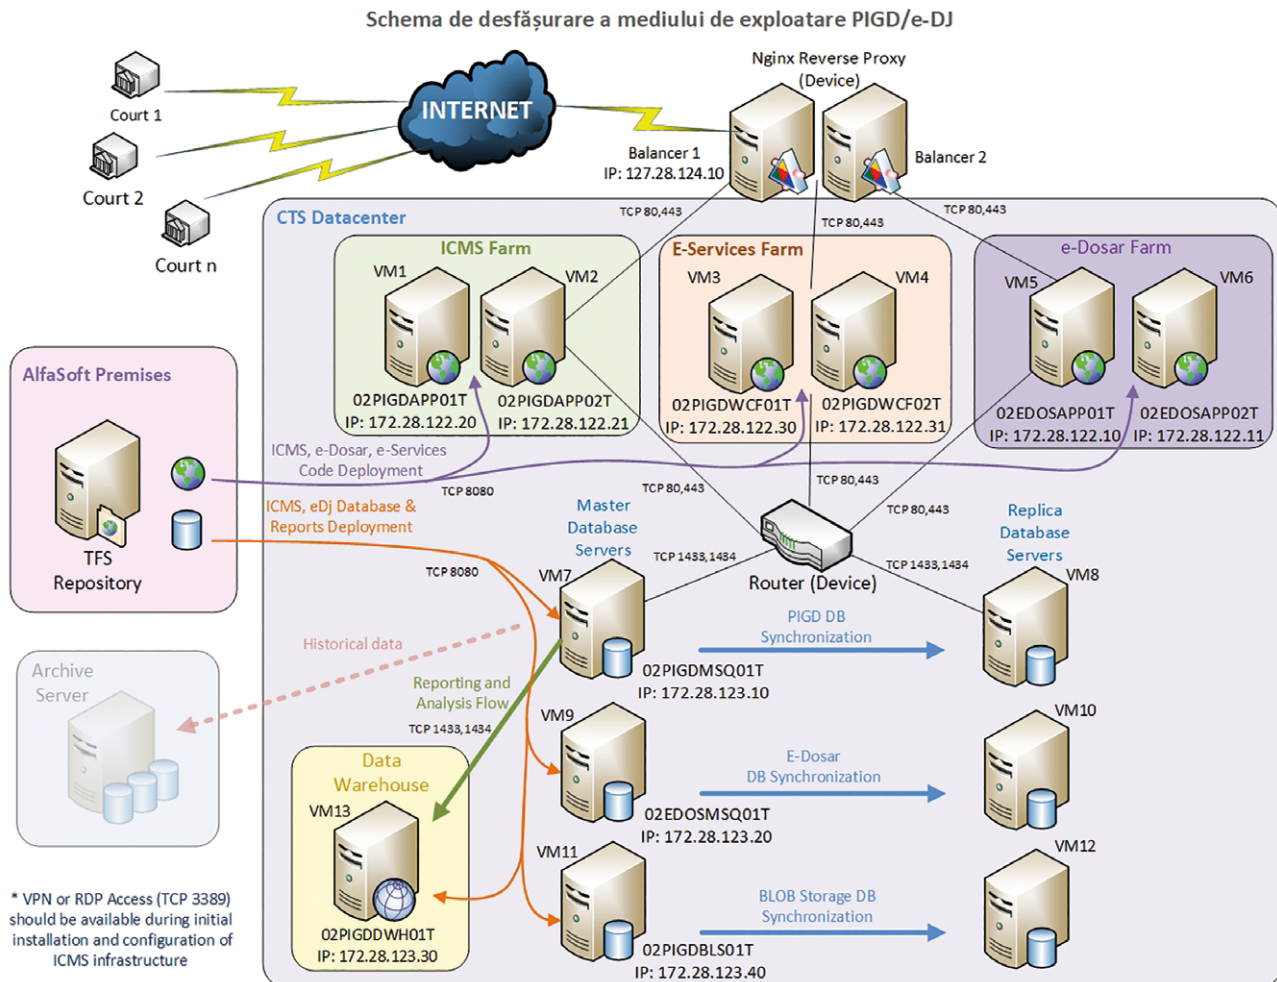 Schema de desfășurare a mediului de exploatare PIGD/e-DJ
Court 1
Court 2
Court n
INTERNET
Nginx Reverse Proxy
(Device)
Balancer 1
IP: 127.28.124.10
Balancer 2
CTS Datacenter
TCP 80,443
TCP 80,443
TCP 80,443
ICMS Farm
VM1
VM2
02PIGDAPP01T
IP: 172.28.122.20
02PIGDAPP02T
IP: 172.28.122.21
E-Services Farm
VM3
VM4
02PIGDWCF01T
IP: 172.28.122.30
02PIGDWCF02T
IP: 172.28.122.31
e-Dosar Farm
VM5
VM6
02EDOSAPP01T
IP: 172.28.122.10
02EDOSAPP02T
IP: 172.28.122.11
AlfaSoft Premises
TFS
Repository
ICMS, e-Dosar, e-Services
Code Deployment
TCP 8080
ICMS, eDj Database &
Reports Deployment
TCP 8080
TCP 80,443
TCP 80,443
TCP 80,443
Master
Database
Servers
Replica
Database
Servers
TCP 1433,1434
TCP 1433,1434
Router (Device)
VM7
VM8
PIGD DB
Synchronization
02PIGDMSQ01T
IP: 172.28.123.10
Historical data
Archive
Server
Reporting and
Analysis Flow
TCP 1433,1434
VM9
VM10
E-Dosar
DB Synchronization
02EDOSMSQ01T
IP: 172.28.123.20
Data
Warehouse
VM13
02PIGDDWH01T
IP: 172.28.123.30
VM11
VM12
BLOB Storage DB
Synchronization
02PIGDBLS01T
IP: 172.28.123.40
* VPN or RDP Access (TCP 3389)
should be available during initial
installation and configuration of
ICMS infrastructure